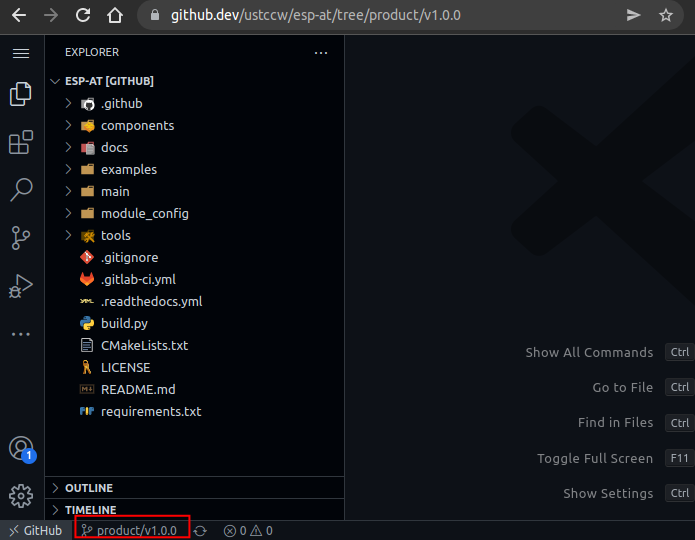 github.dev/ustccw/esp-at/tree/product/v1.0.0
EXPLORER
ESP-AT [GITHUB]
.github
components
docs
examples
main
module_config
tools
.gitignore
.gitlab-ci.yml
.readthedocs.yml
build.py
CMakeLists.txt
LICENSE
README.md
requirements.txt
Show All Commands Ctrl
Go to File Ctrl
Find in Files Ctrl
Toggle Full Screen F11
Show Settings Ctrl
1
OUTLINE
TIMELINE
GitHub product/v1.0.0 0 0